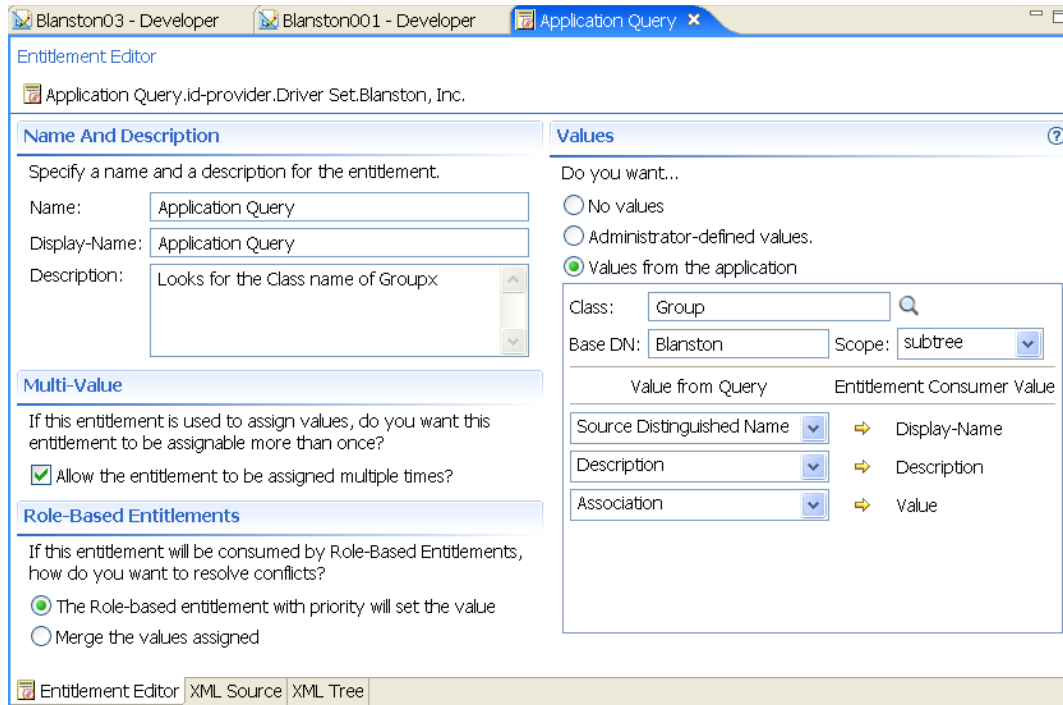 Blanston03 - Developer
Blanston001 - Developer
Application Query
Entitlement Editor
Application Query.id-provider.Driver Set.Blanston, Inc.
Name And Description
Specify a name and a description for the entitlement.
Name:
Application Query
Display-Name:
Application Query
Description:
Looks for the Class name of Groupx
Multi-Value
If this entitlement is used to assign values, do you want this
entitlement to be assignable more than once?
Allow the entitlement to be assigned multiple times?
Role-Based Entitlements
If this entitlement will be consumed by Role-Based Entitlements,
how do you want to resolve conflicts?
The Role-based entitlement with priority will set the value
Merge the values assigned
Values
?
Do you want...
No values
Administrator-defined values.
Values from the application
Class:
Group
Base DN:
Blanston
Scope:
subtree
Value from Query
Entitlement Consumer Value
Source Distinguished Name
Display-Name
Description
Description
Association
Value
Entitlement Editor
XML Source
XML Tree